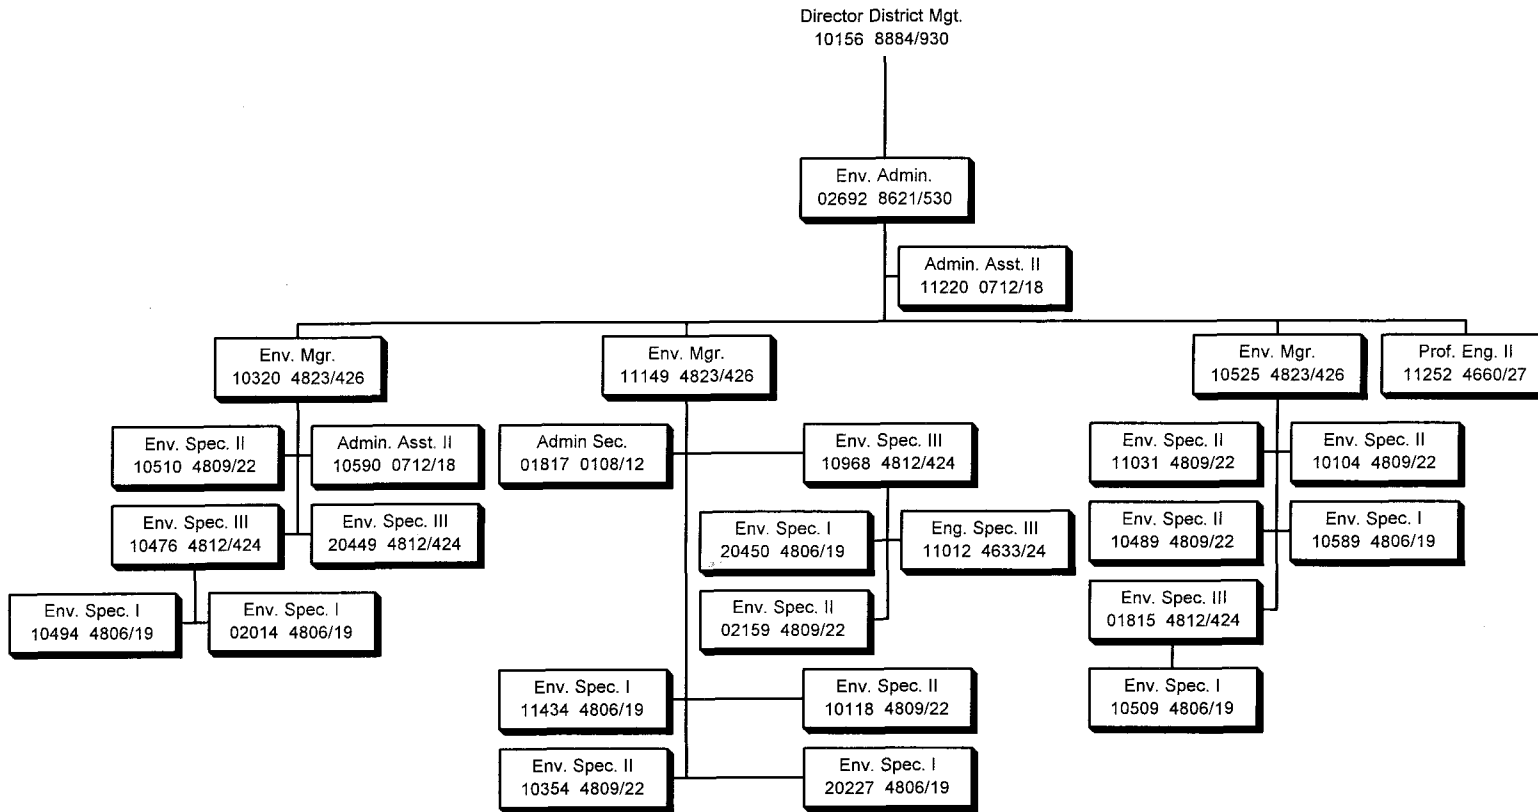 Director District Mgt.
10156 8884/930
Env. Admin.
02692 8621/530
Admin. Asst. II
11220 0712/18
Env. Mgr.
10320 4823/426
Env. Mgr.
11149 4823/426
Env. Mgr.
10525 4823/426
Prof. Eng. II
11252 4660/27
Env. Spec. II
10510 4809/22
Admin. Asst. II
10590 0712/18
Admin Sec.
01817 0108/12
Env. Spec. III
10968 4812/424
Env. Spec. II
11031 4809/22
Env. Spec. II
10104 4809/22
Env. Spec. III
10476 4812/424
Env. Spec. III
20449 4812/424
Env. Spec. I
20450 4806/19
Eng. Spec. III
11012 4633/24
Env. Spec. II
10489 4809/22
Env. Spec. I
10589 4806/19
Env. Spec. I
10494 4806/19
Env. Spec. I
02014 4806/19
Env. Spec. II
02159 4809/22
Env. Spec. III
01815 4812/424
Env. Spec. I
11434 4806/19
Env. Spec. II
10118 4809/22
Env. Spec. I
10509 4806/19
Env. Spec. II
10354 4809/22
Env. Spec. I
20227 4806/19